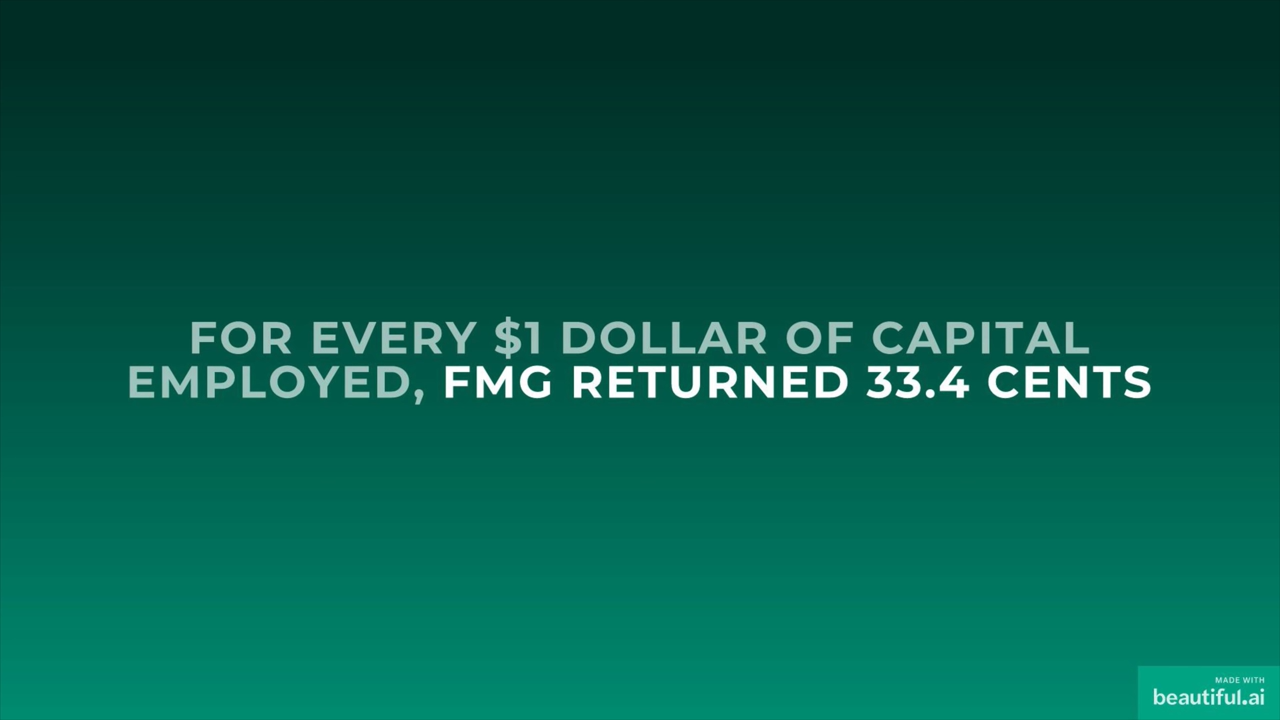 FOR EVERY $1 DOLLAR OF CAPITAL
EMPLOYED, FMG RETURNED 33.4 CENTS
MADE WITH
beautiful.ai